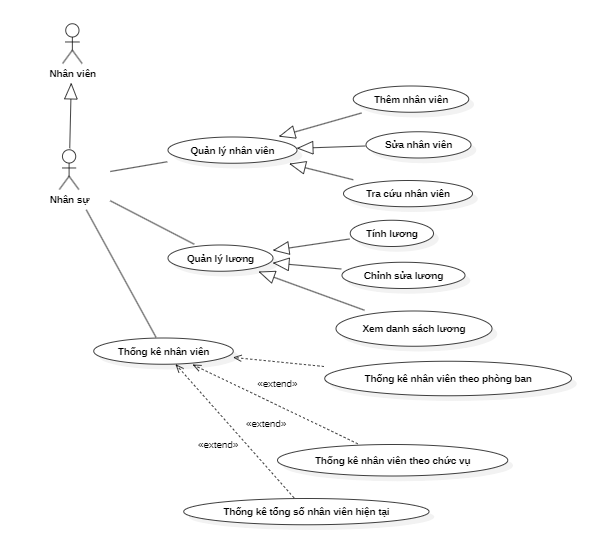 Nhân viên
Thêm nhân viên
Quản lý nhân viên
Sửa nhân viên
Nhân sự
Tra cứu nhân viên
Tính lương
Quản lý lương
Chỉnh sửa lương
Xem danh sách lương
Thống kê nhân viên
Thống kê nhân viên theo phòng ban
«extend»
«extend»
«extend»
Thống kê nhân viên theo chức vụ
Thống kê tổng số nhân viên hiện tại